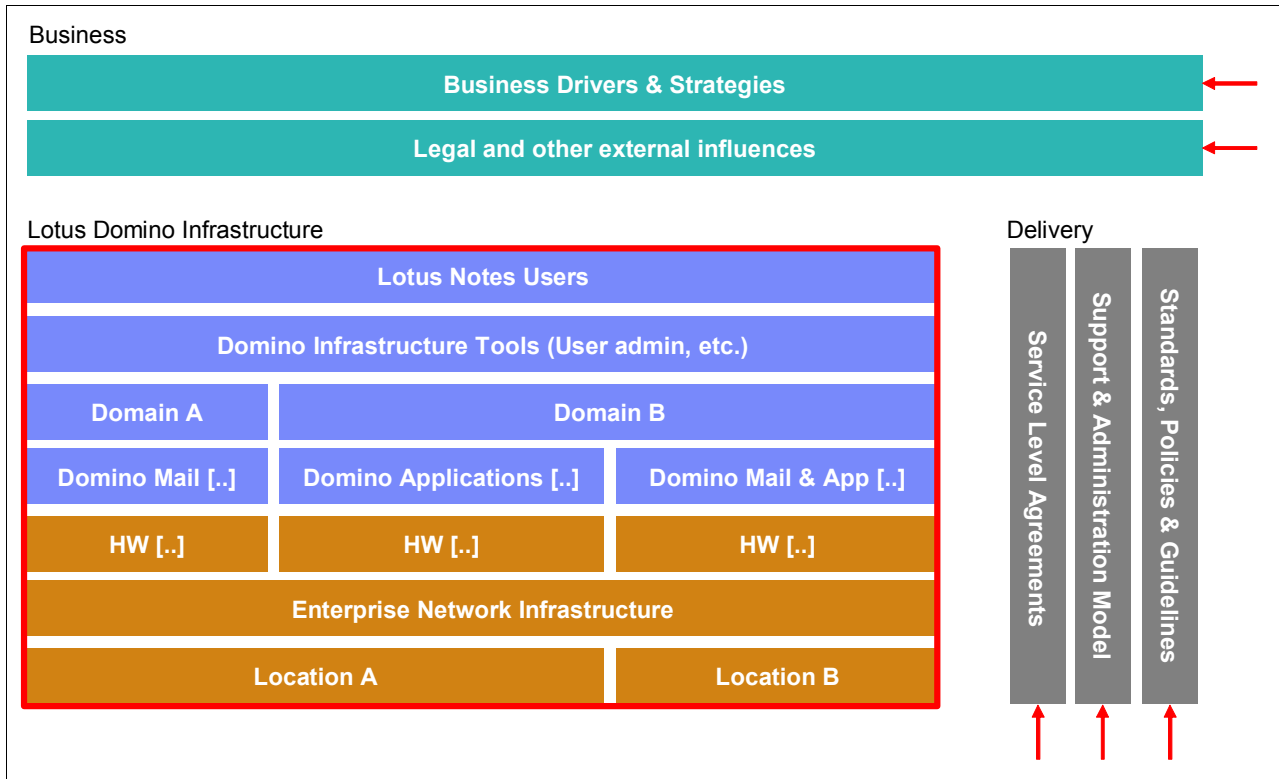 Business
Business Drivers & Strategies
Legal and other external influences
Lotus Domino Infrastructure
Lotus Notes Users
Domino Infrastructure Tools (User admin, etc.)
Domain A
Domain B
Domino Mail [..]
Domino Applications [..]
Domino Mail & App [..]
HW [..]
HW [..]
HW [..]
Enterprise Network Infrastructure
Location A
Location B
Delivery
Service Level Agreements
Support & Administration Model
Standards, Policies & Guidelines